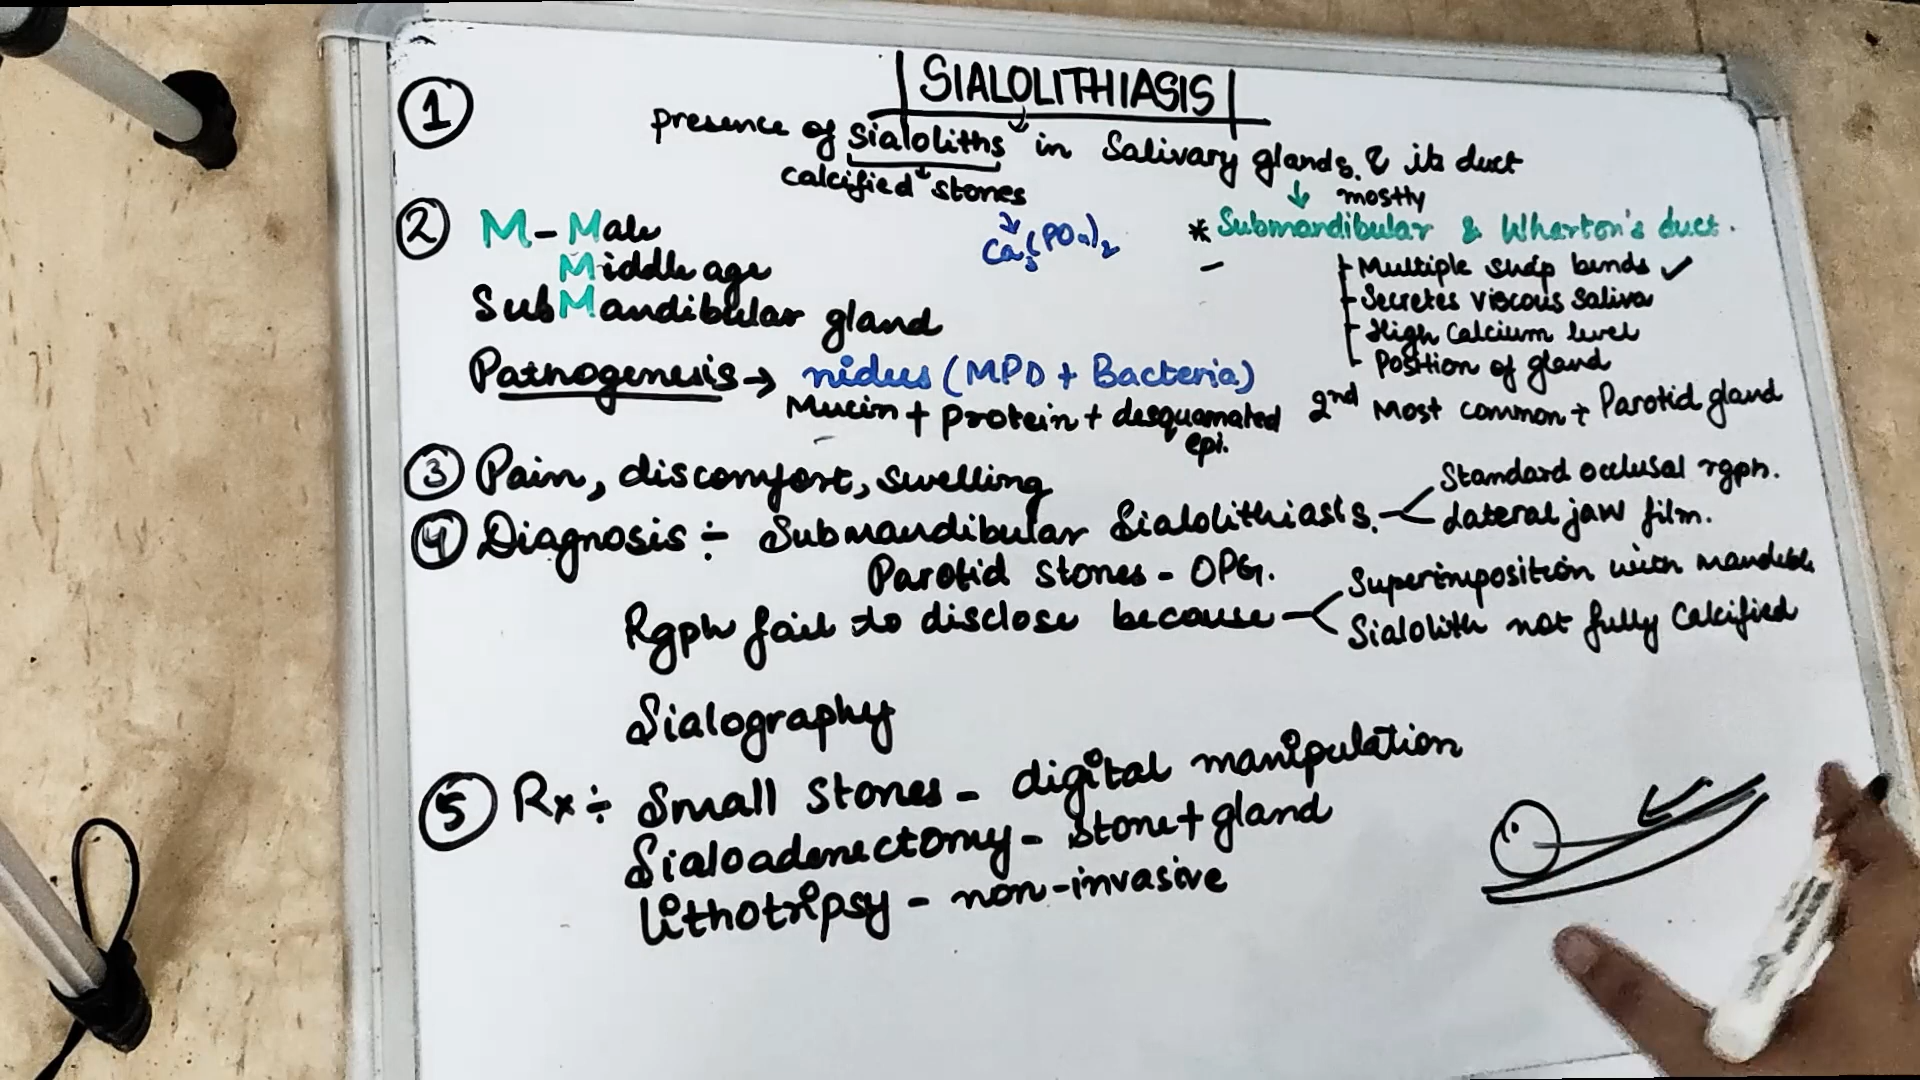 SIALOLITHIASIS
① presence of sialoliths in Salivary glands & its duct
calcified stones
mostly
Ca₃(PO₄)₂
* Submandibular & Wharton's duct.
Multiple sharp bends ✓
Secretes viscous saliva
High Calcium level
Position of gland
2nd Most common ÷ Parotid gland
② M - Male
Middle age
SubMandibular gland
Pathogenesis → nidus (MPD + Bacteria)
Mucin + protein + desquamated
epi.
③ Pain, discomfort, swelling
④ Diagnosis ÷ Submandibular Sialolithiasis.
Standard occlusal rgph.
Lateral jaw film.
Parotid Stones - OPG.
Rgph fail to disclose because
Superimposition with mandible
Sialolith not fully Calcified
Sialography
⑤ Rx ÷ Small Stones - digital manipulation
Sialoadenectomy - Stone + gland
lithotripsy - non-invasive